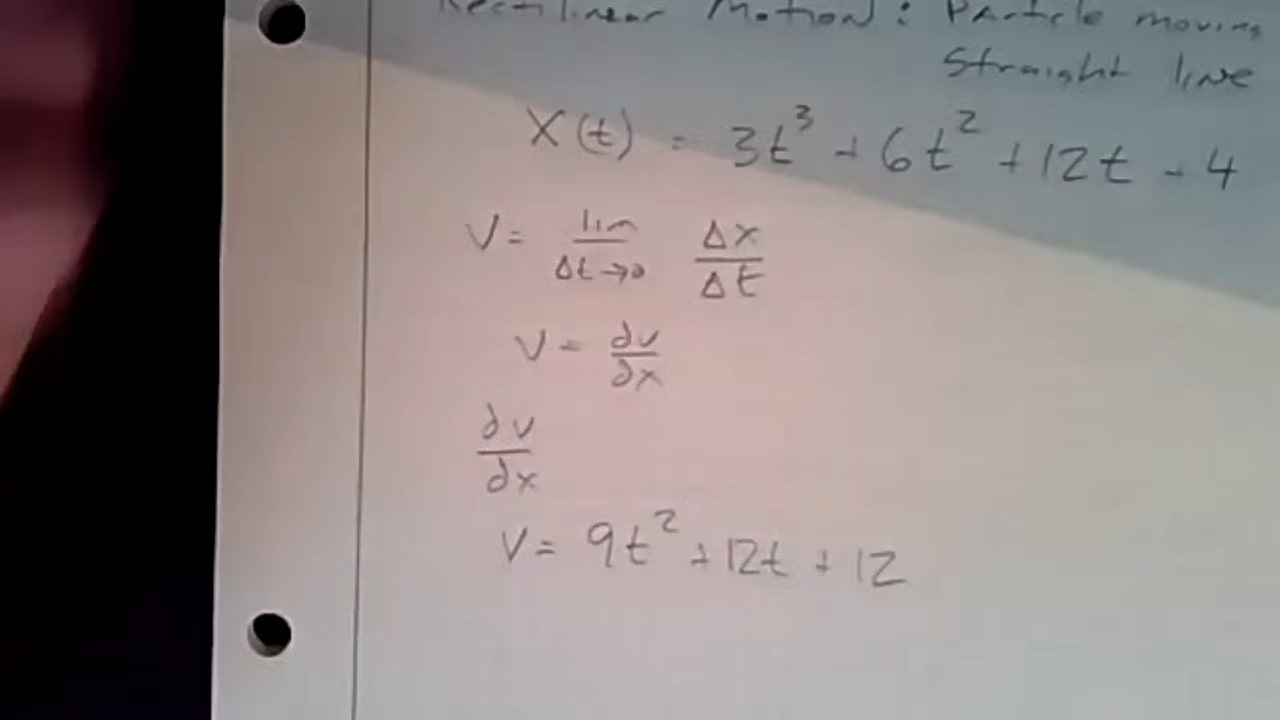 Rectilinear Motion: Particle moving
Straight line
X(t) = 3t³ + 6t² + 12t + 4
V = lim Δt→0 Δx/Δt
V = ∂v/∂x
∂v/∂x
V = 9t² + 12t + 12